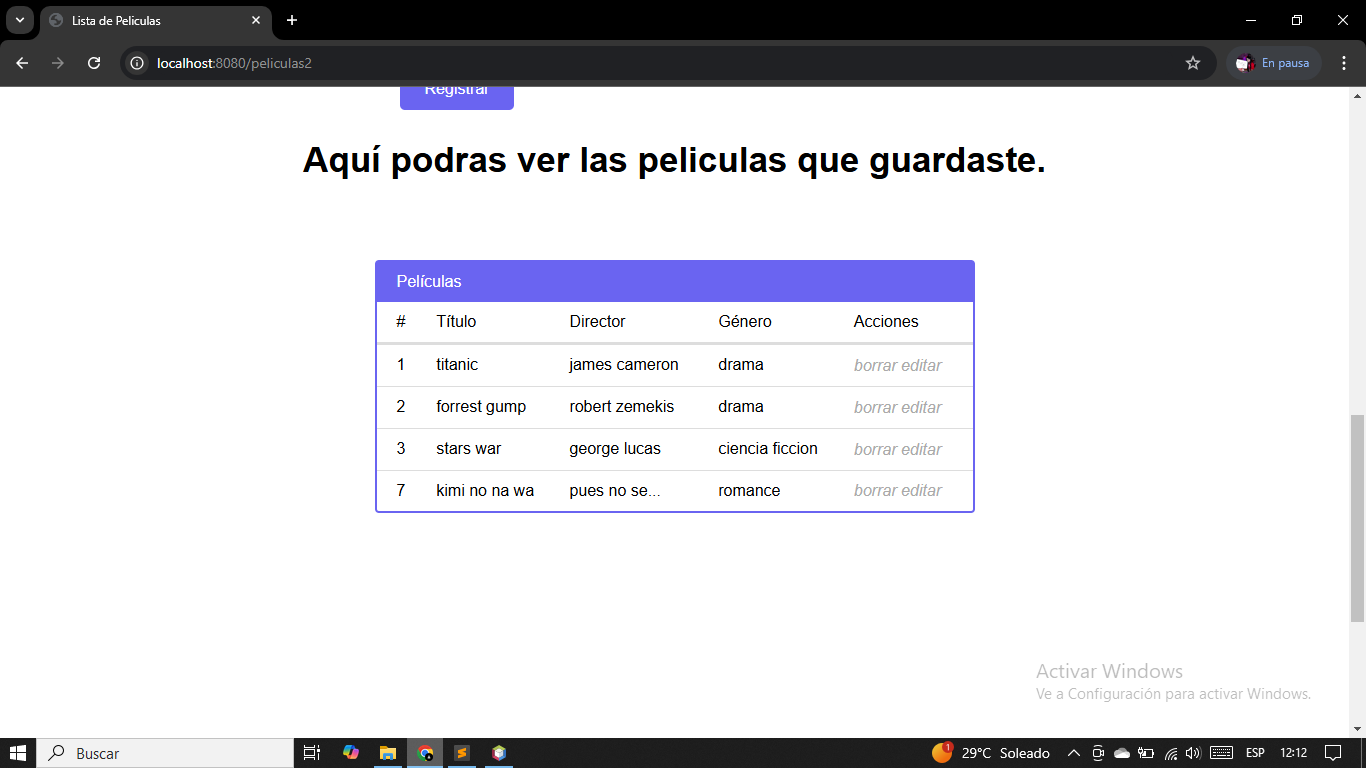 Lista de Peliculas
localhost:8080/peliculas2
En pausa
Registrar
Aquí podras ver las peliculas que guardaste.
Películas
# Título Director Género Acciones
1 titanic james cameron drama borrar editar
2 forrest gump robert zemekis drama borrar editar
3 stars war george lucas ciencia ficcion borrar editar
7 kimi no na wa pues no se... romance borrar editar
Activar Windows
Ve a Configuración para activar Windows.
Buscar
1 29°C Soleado ESP 12:12